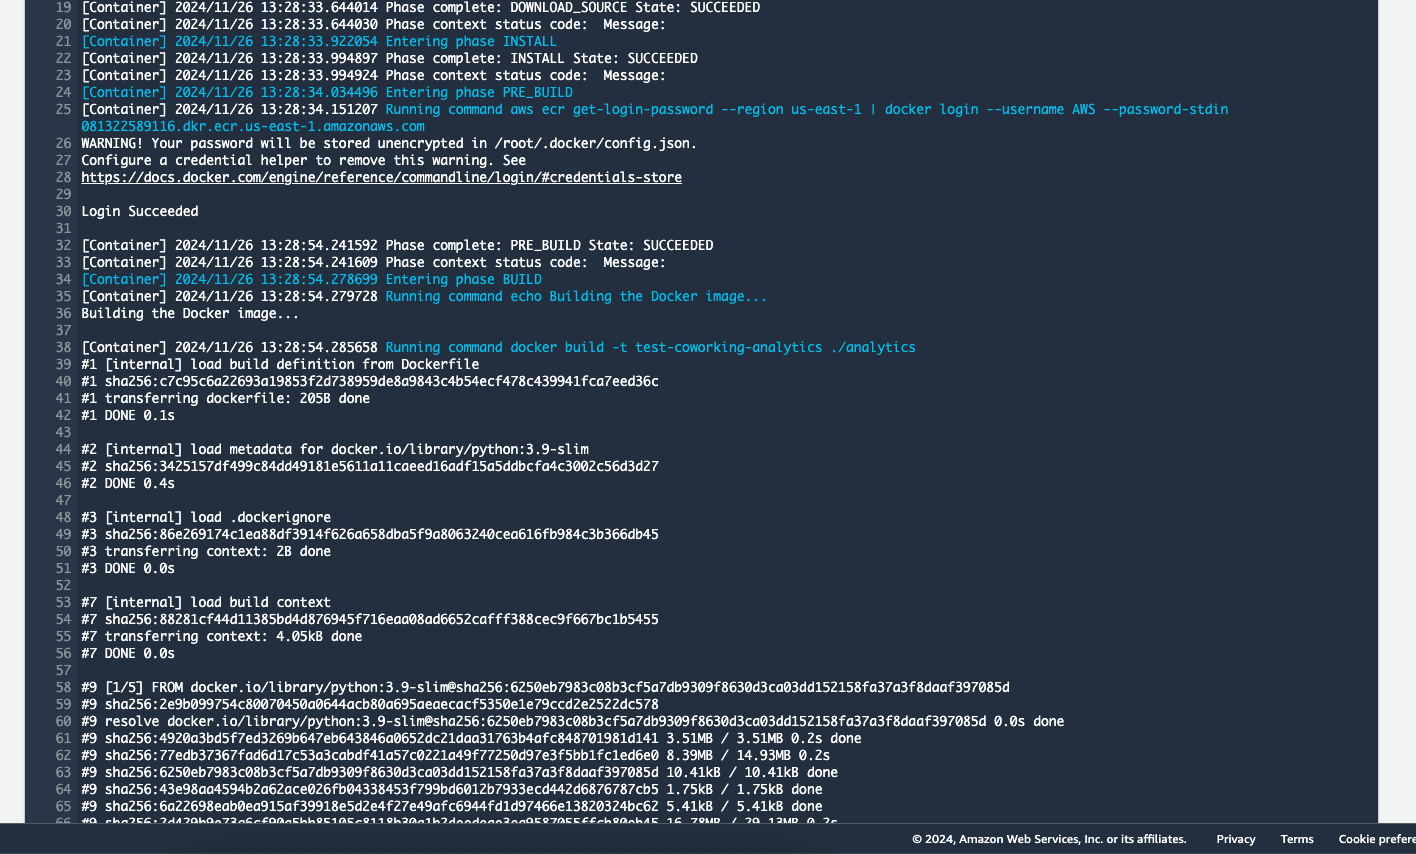 19 [Container] 2024/11/26 13:28:33.644014 Phase complete: DOWNLOAD_SOURCE State: SUCCEEDED
20 [Container] 2024/11/26 13:28:33.644030 Phase context status code:  Message:
21 [Container] 2024/11/26 13:28:33.922054 Entering phase INSTALL
22 [Container] 2024/11/26 13:28:33.994897 Phase complete: INSTALL State: SUCCEEDED
23 [Container] 2024/11/26 13:28:33.994924 Phase context status code:  Message:
24 [Container] 2024/11/26 13:28:34.034496 Entering phase PRE_BUILD
25 [Container] 2024/11/26 13:28:34.151207 Running command aws ecr get-login-password --region us-east-1 | docker login --username AWS --password-stdin
081322589116.dkr.ecr.us-east-1.amazonaws.com
26 WARNING! Your password will be stored unencrypted in /root/.docker/config.json.
27 Configure a credential helper to remove this warning. See
28 https://docs.docker.com/engine/reference/commandline/login/#credentials-store
29
30 Login Succeeded
31
32 [Container] 2024/11/26 13:28:54.241592 Phase complete: PRE_BUILD State: SUCCEEDED
33 [Container] 2024/11/26 13:28:54.241609 Phase context status code:  Message:
34 [Container] 2024/11/26 13:28:54.278699 Entering phase BUILD
35 [Container] 2024/11/26 13:28:54.279728 Running command echo Building the Docker image...
36 Building the Docker image...
37
38 [Container] 2024/11/26 13:28:54.285658 Running command docker build -t test-coworking-analytics ./analytics
39 #1 [internal] load build definition from Dockerfile
40 #1 sha256:c7c95c6a22693a19853f2d738959de8a9843c4b54ecf478c439941fca7eed36c
41 #1 transferring dockerfile: 205B done
42 #1 DONE 0.1s
43
44 #2 [internal] load metadata for docker.io/library/python:3.9-slim
45 #2 sha256:3425157df499c84dd49181e5611a11caeed16adf15a5ddbcfa4c3002c56d3d27
46 #2 DONE 0.4s
47
48 #3 [internal] load .dockerignore
49 #3 sha256:86e269174c1ea88df3914f626a658dba5f9a8063240cea616fb984c3b366db45
50 #3 transferring context: 2B done
51 #3 DONE 0.0s
52
53 #7 [internal] load build context
54 #7 sha256:88281cf44d11385bd4d876945f716eaa08ad6652cafff388cec9f667bc1b5455
55 #7 transferring context: 4.05kB done
56 #7 DONE 0.0s
57
58 #9 [1/5] FROM docker.io/library/python:3.9-slim@sha256:6250eb7983c08b3cf5a7db9309f8630d3ca03dd152158fa37a3f8daaf397085d
59 #9 sha256:2e9b099754c80070450a0644acb80a695aeaecacf5350e1e79ccd2e2522dc578
60 #9 resolve docker.io/library/python:3.9-slim@sha256:6250eb7983c08b3cf5a7db9309f8630d3ca03dd152158fa37a3f8daaf397085d 0.0s done
61 #9 sha256:4920a3bd5f7ed3269b647eb643846a0652dc21daa31763b4afc848701981d141 3.51MB / 3.51MB 0.2s done
62 #9 sha256:77edb37367fad6d17c53a3cabdf41a57c0221a49f77250d97e3f5bb1fc1ed6e0 8.39MB / 14.93MB 0.2s
63 #9 sha256:6250eb7983c08b3cf5a7db9309f8630d3ca03dd152158fa37a3f8daaf397085d 10.41kB / 10.41kB done
64 #9 sha256:43e98aa4594b2a62ace026fb04338453f799bd6012b7933ecd442d6876787cb5 1.75kB / 1.75kB done
65 #9 sha256:6a22698eab0ea915af39918e5d2e4f27e49afc6944fd1d97466e13820324bc62 5.41kB / 5.41kB done
66 #9
© 2024, Amazon Web Services, Inc. or its affiliates. Privacy Terms Cookie